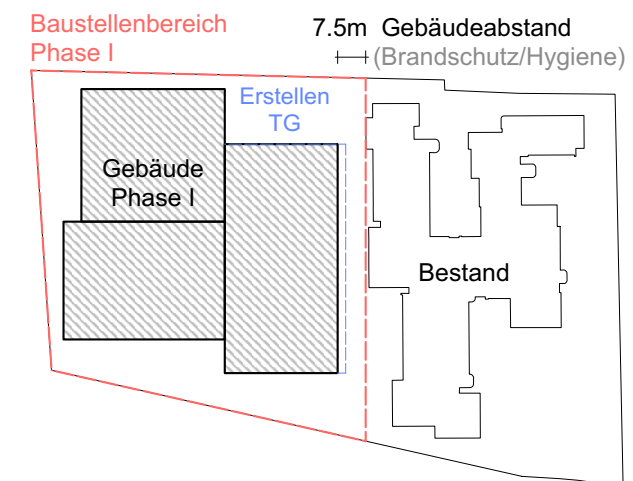 Baustellenbereich
Phase I
7.5m Gebäudeabstand
(Brandschutz/Hygiene)
Erstellen
TG
Gebäude
Phase I
Bestand